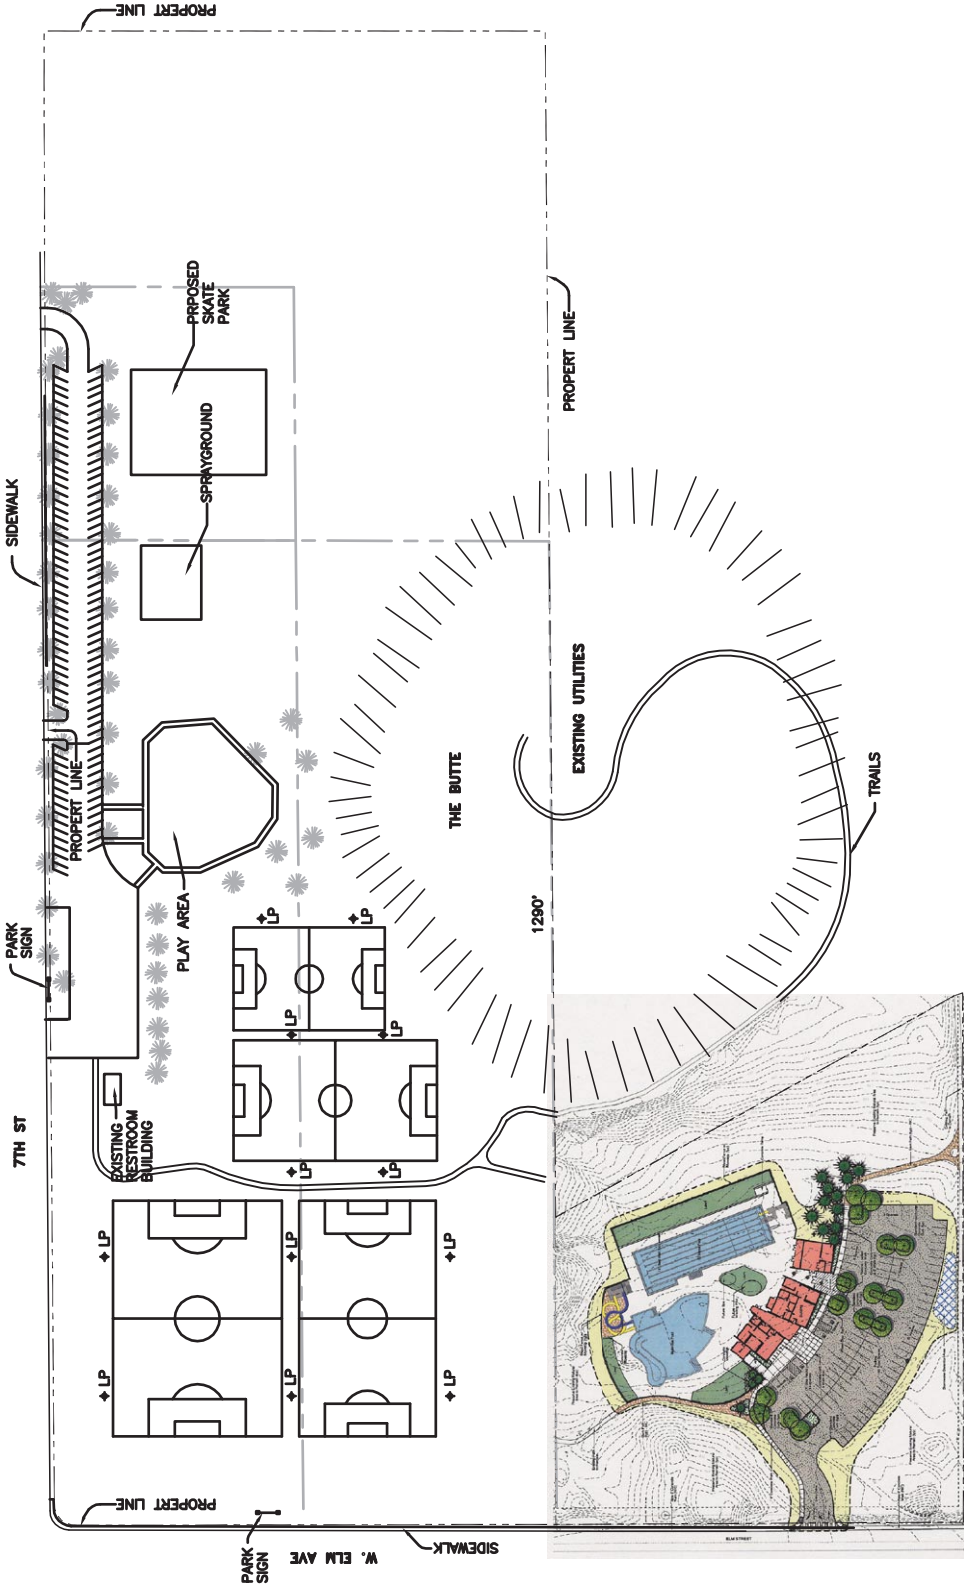 PROPERT LINE
PRPOSED
SKATE
PARK
PROPERT LINE
SPRAYGROUND
SIDEWALK
EXISTING UTILITIES
THE BUTTE
TRAILS
PROPERT LINE
PLAY AREA
1290'
PARK
SIGN
LP
LP
LP
LP
7TH ST
EXISTING
RESTROOM
BUILDING
LP
LP
LP
LP
LP
LP
LP
LP
PROPERT LINE
PARK
SIGN
W. ELM AVE
SIDEWALK
ELM STREET